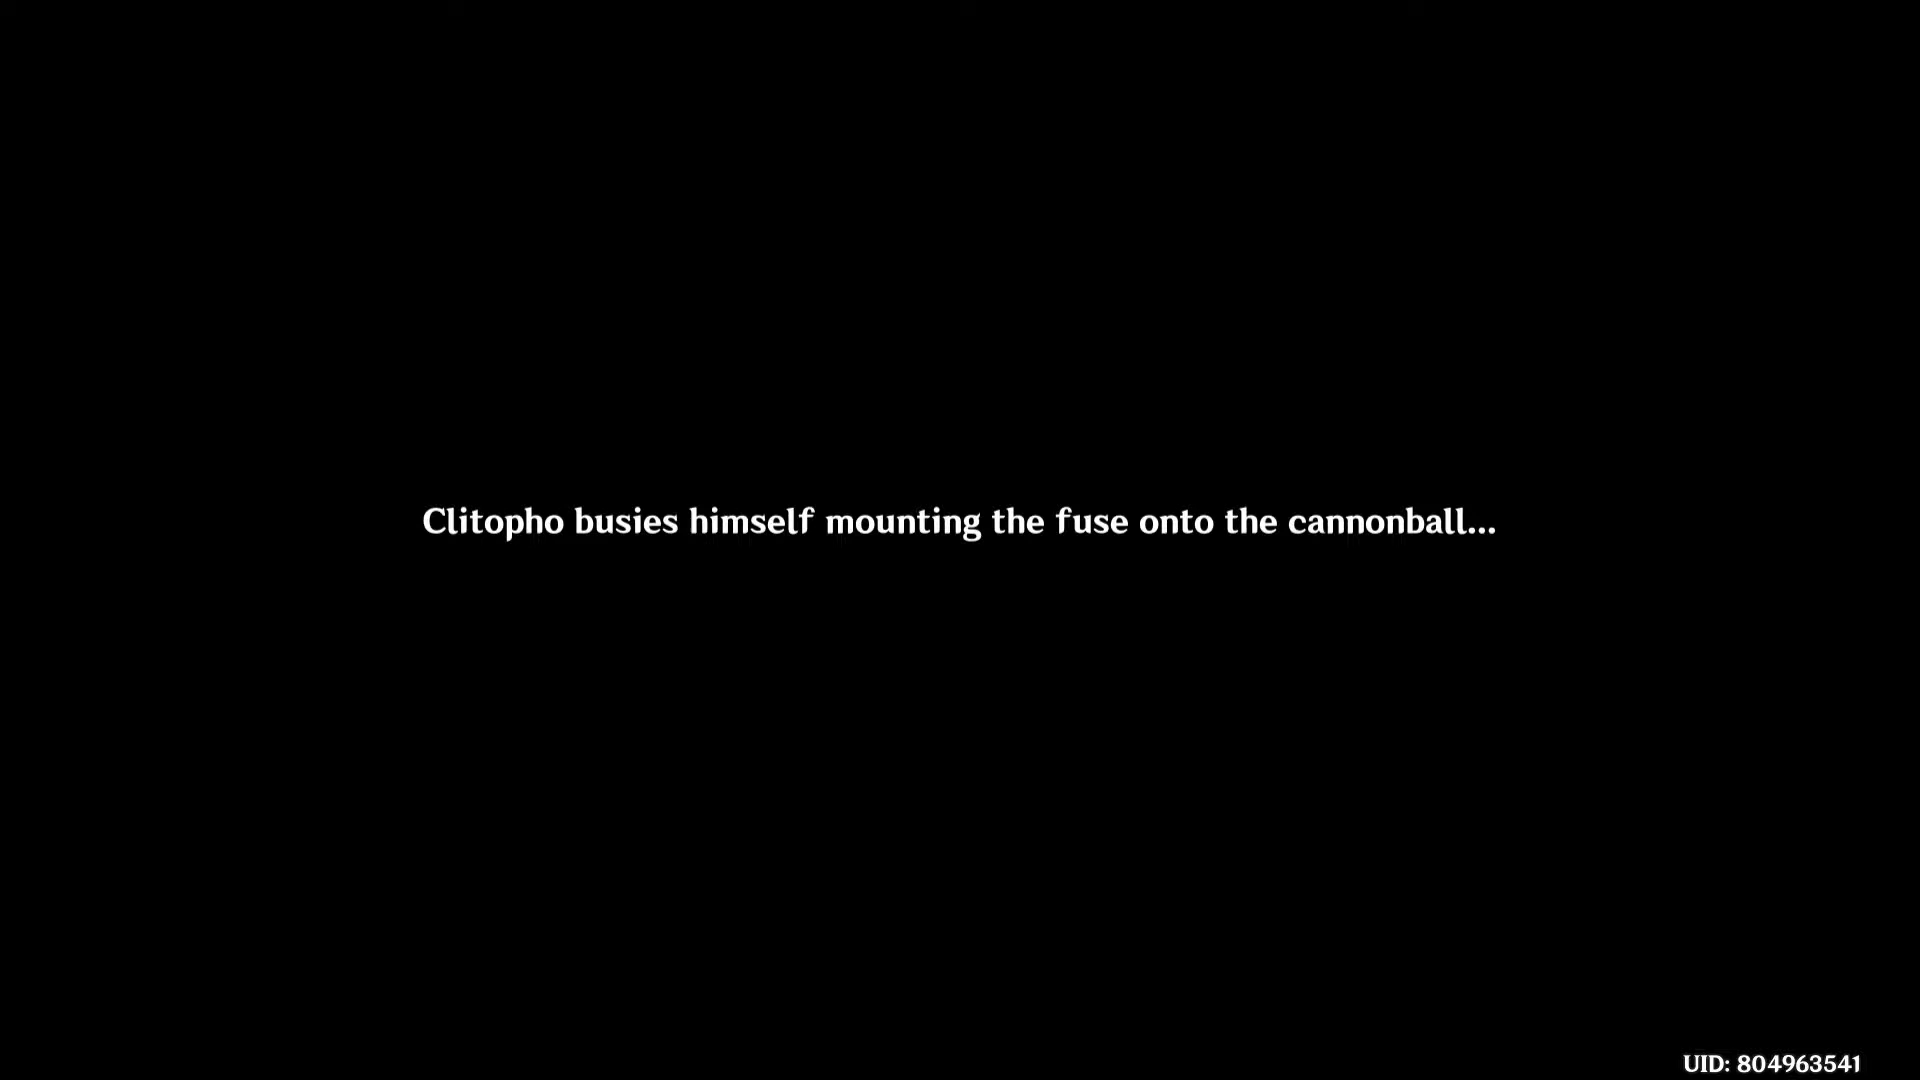 Clitopho busies himself mounting the fuse onto the cannonball...
UID: 804963541